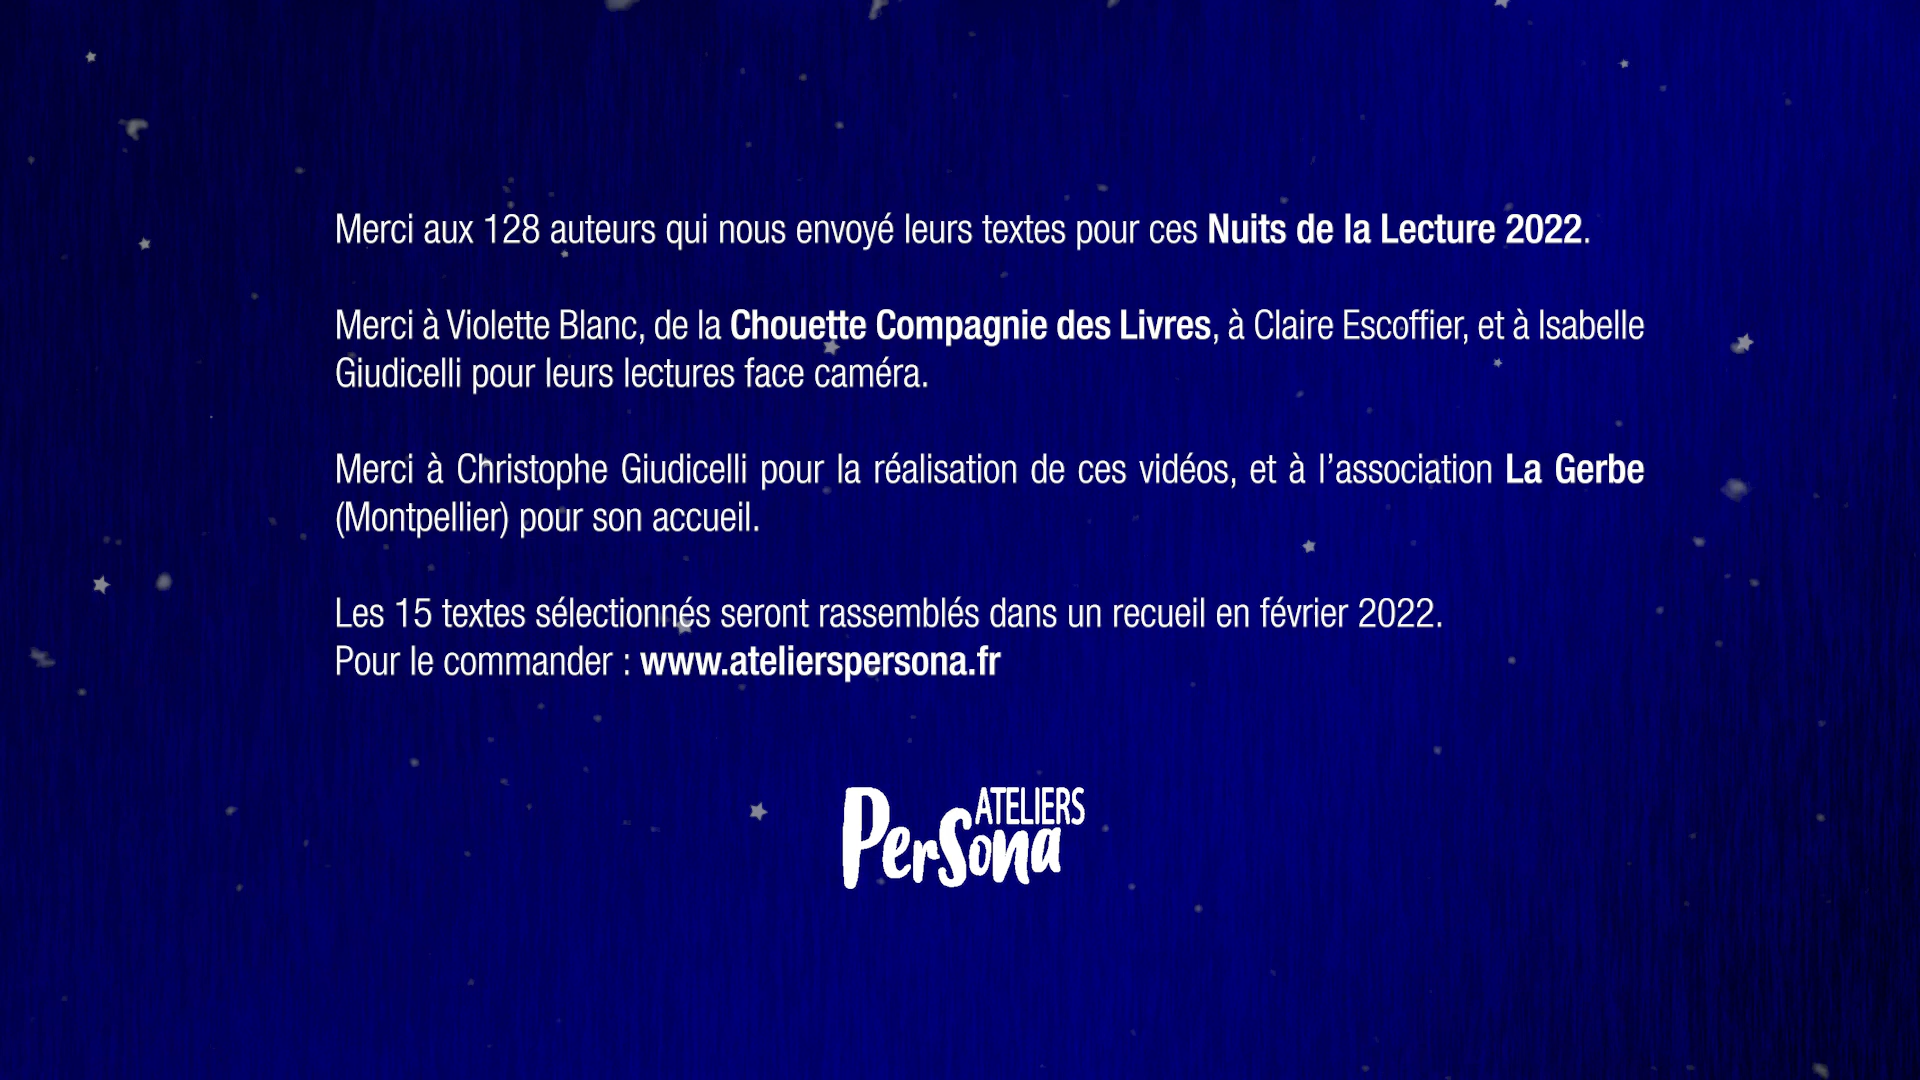 Merci aux 128 auteurs qui nous envoyé leurs textes pour ces Nuits de la Lecture 2022.
Merci à Violette Blanc, de la Chouette Compagnie des Livres, à Claire Escoffier, et à Isabelle
Giudicelli pour leurs lectures face caméra.
Merci à Christophe Giudicelli pour la réalisation de ces vidéos, et à l’association La Gerbe
(Montpellier) pour son accueil.
Les 15 textes sélectionnés seront rassemblés dans un recueil en février 2022.
Pour le commander : www.atelierspersona.fr
ATELIERS
PerSona